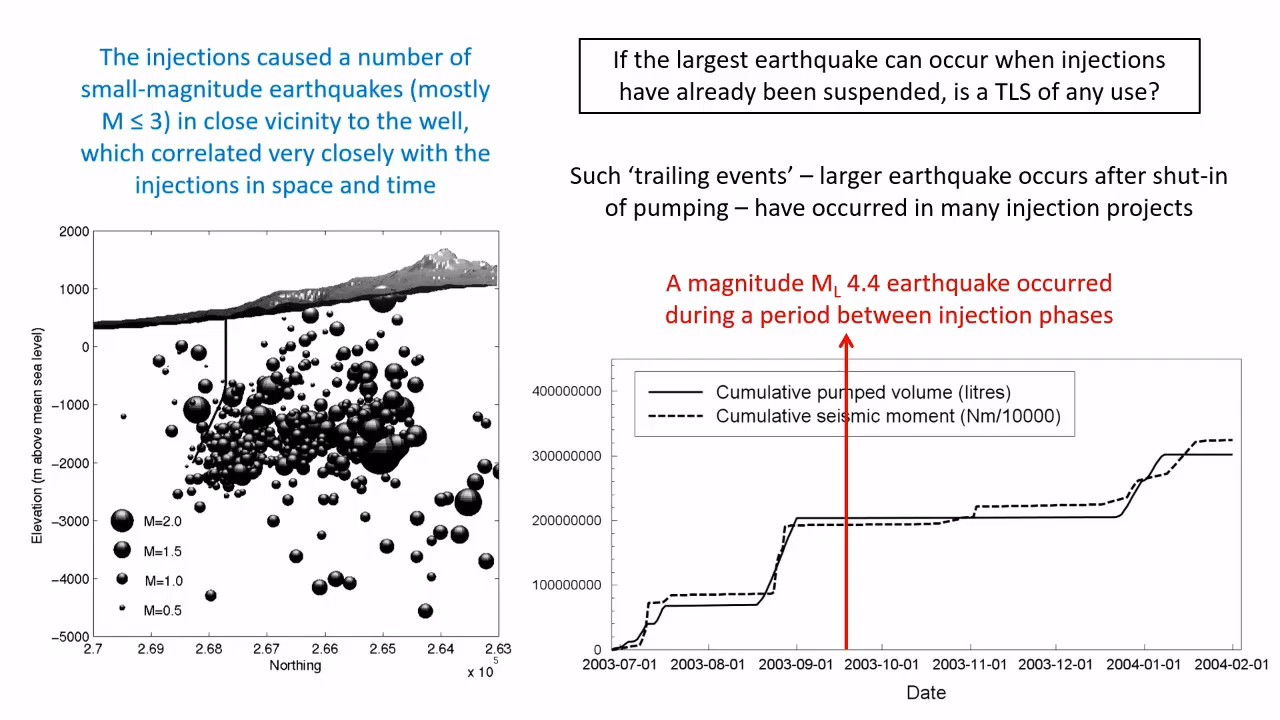 The injections caused a number of
small-magnitude earthquakes (mostly
M ≤ 3) in close vicinity to the well,
which correlated very closely with the
injections in space and time
If the largest earthquake can occur when injections
have already been suspended, is a TLS of any use?
Such ‘trailing events’ – larger earthquake occurs after shut-in
of pumping – have occurred in many injection projects
A magnitude ML 4.4 earthquake occurred
during a period between injection phases
2000
1000
0
−1000
−2000
−3000
−4000
−5000
Elevation (m above mean sea level)
M=2.0
M=1.5
M=1.0
M=0.5
2.7 2.69 2.68 2.67 2.66 2.65 2.64 2.63
Northing
x 10^5
Cumulative pumped volume (litres)
Cumulative seismic moment (Nm/10000)
400000000
300000000
200000000
100000000
0
2003-07-01 2003-08-01 2003-09-01 2003-10-01 2003-11-01 2003-12-01 2004-01-01 2004-02-01
Date